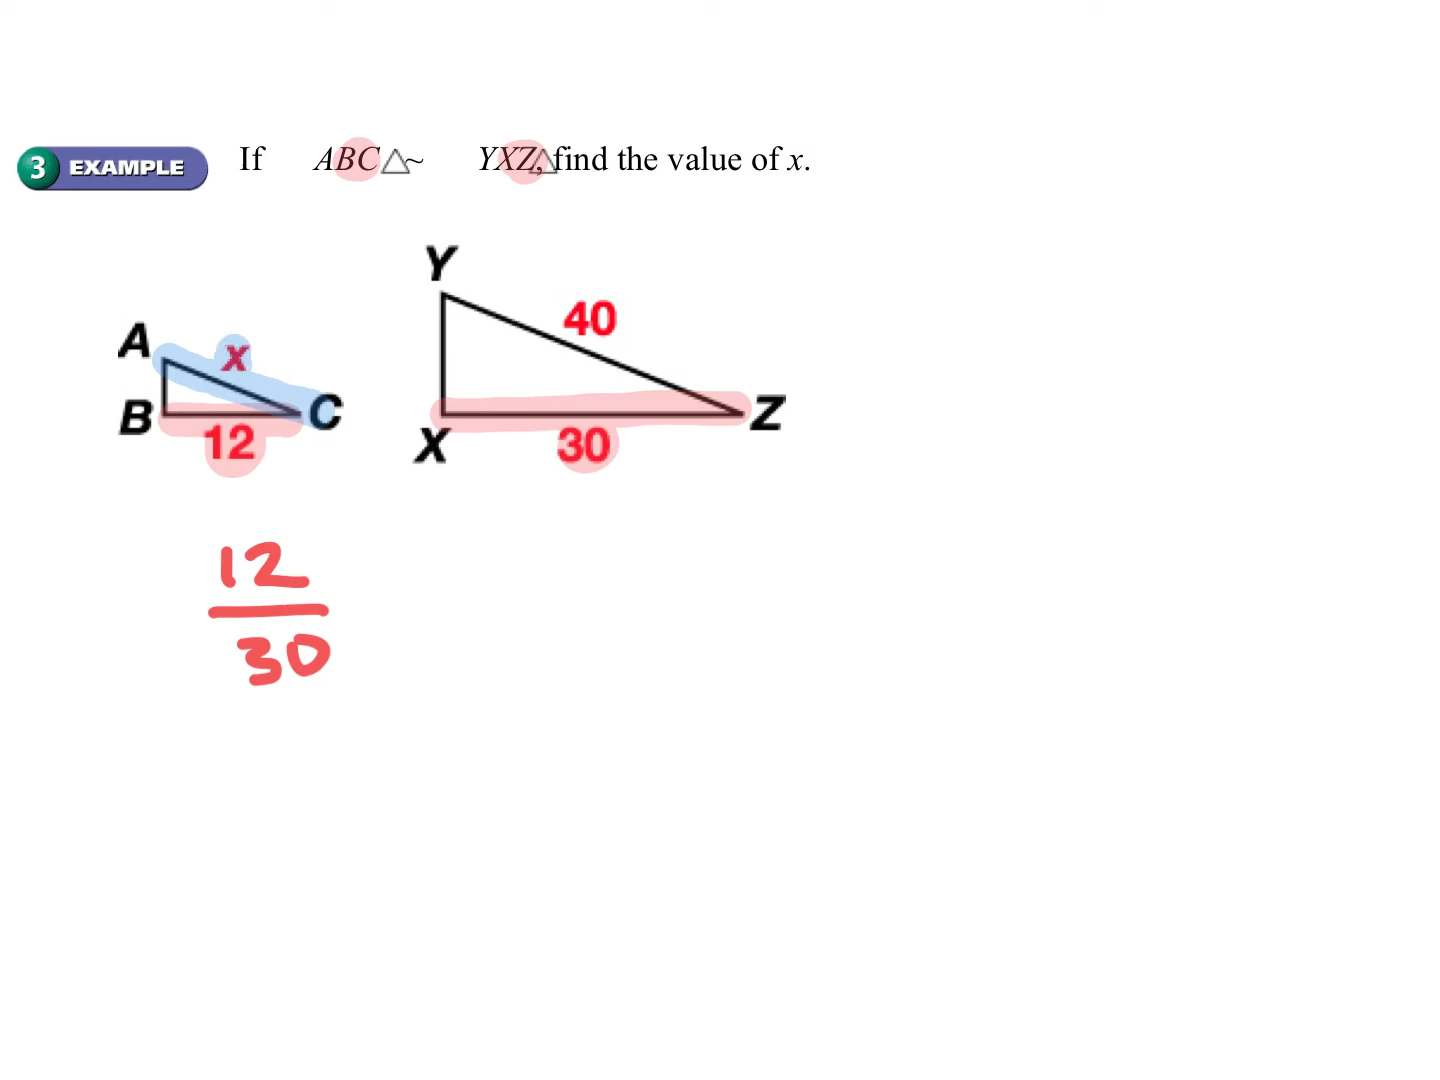 3 EXAMPLE If ABC△~ YXZ,△find the value of x.
Y
40
A
x
B
C
12
X
30
Z
12
30